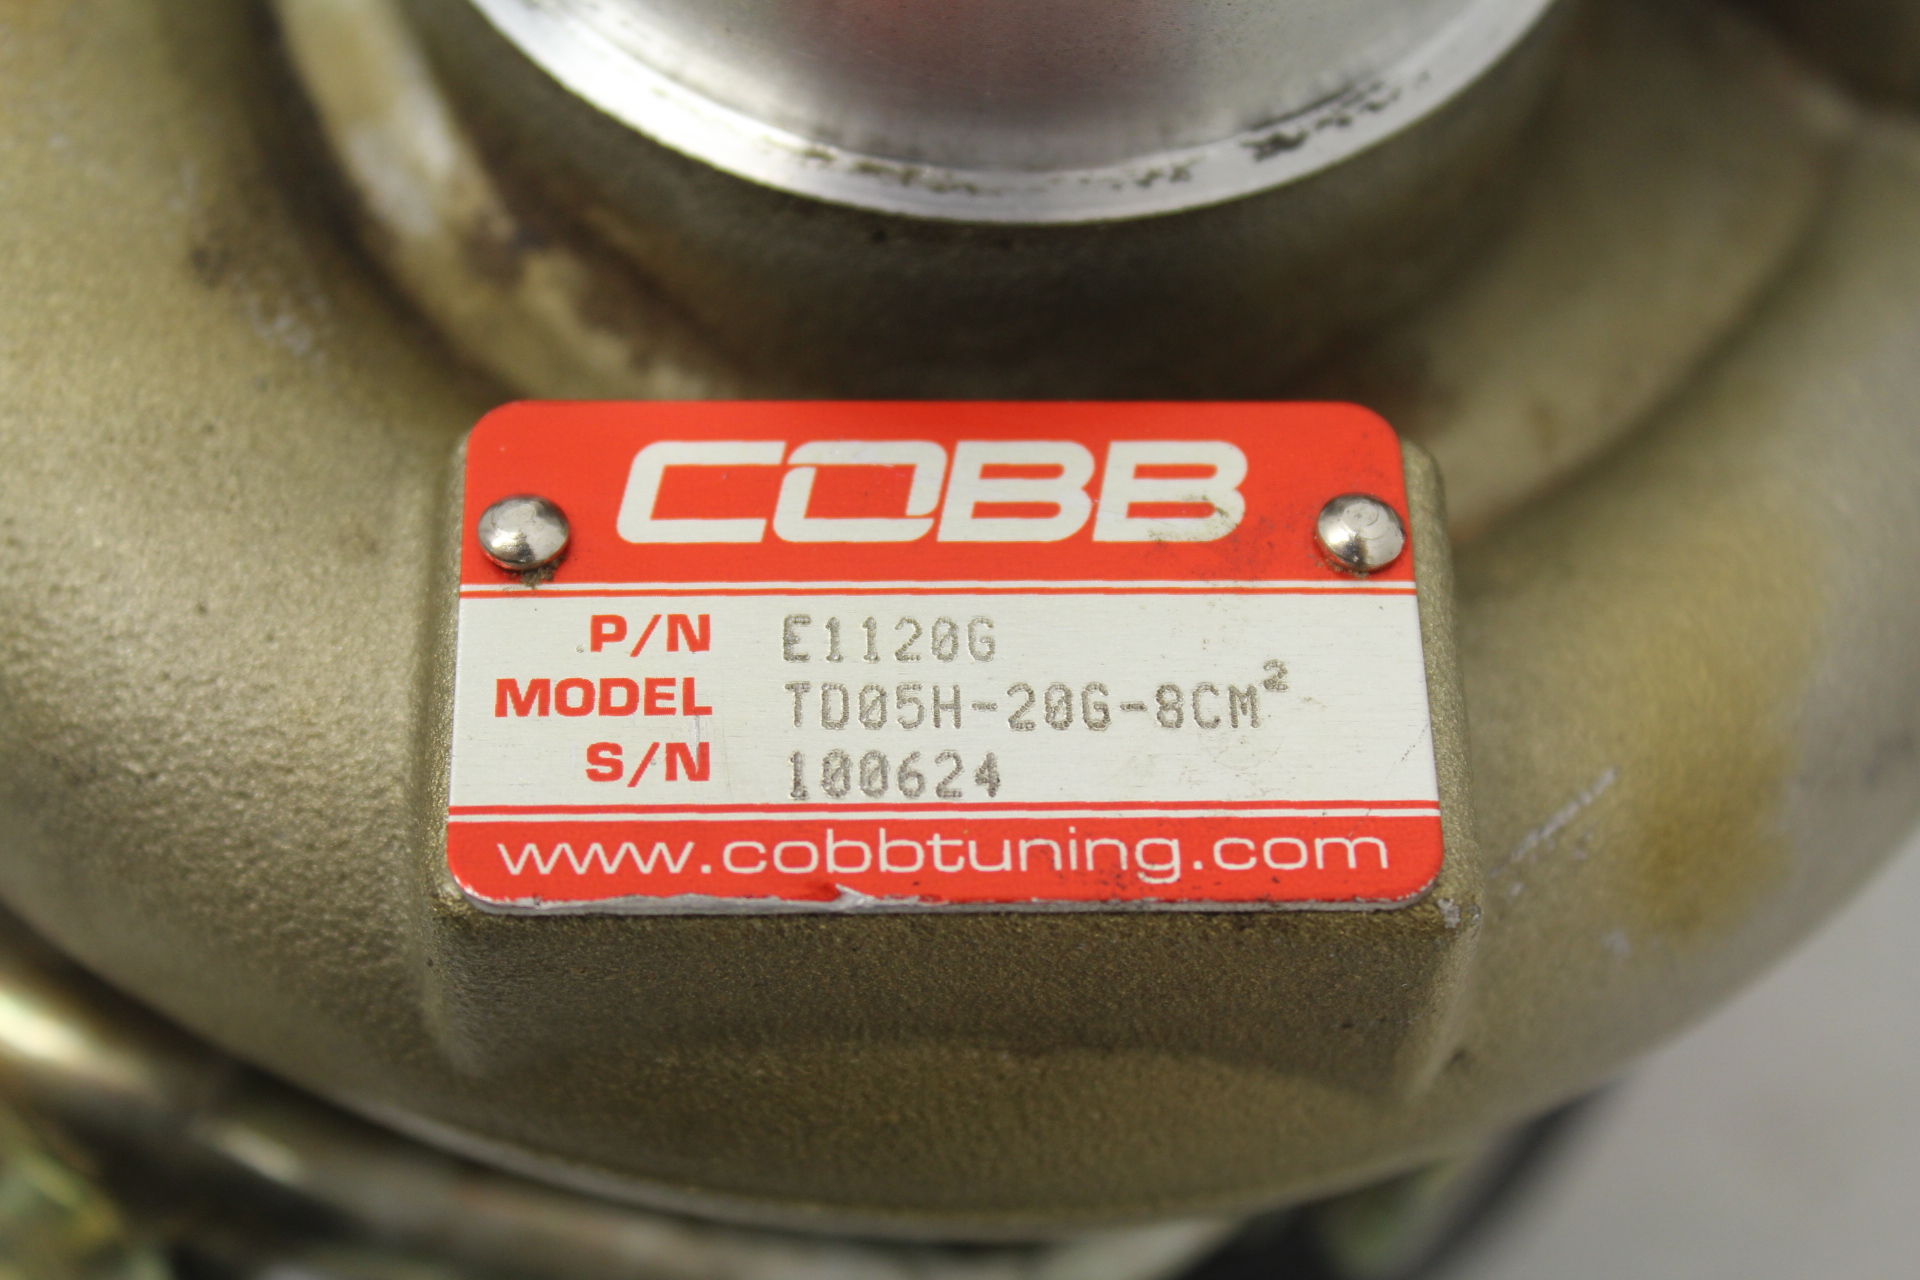 COBB
P/N E1120G
MODEL TD05H-20G-8CM²
S/N 100624
www.cobbtuning.com